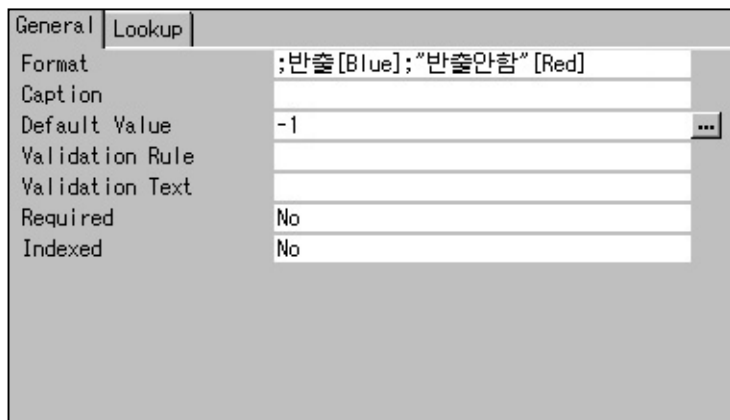 General Lookup
Format ;반출[Blue];"반출안함"[Red]
Caption
Default Value -1 ...
Validation Rule
Validation Text
Required No
Indexed No